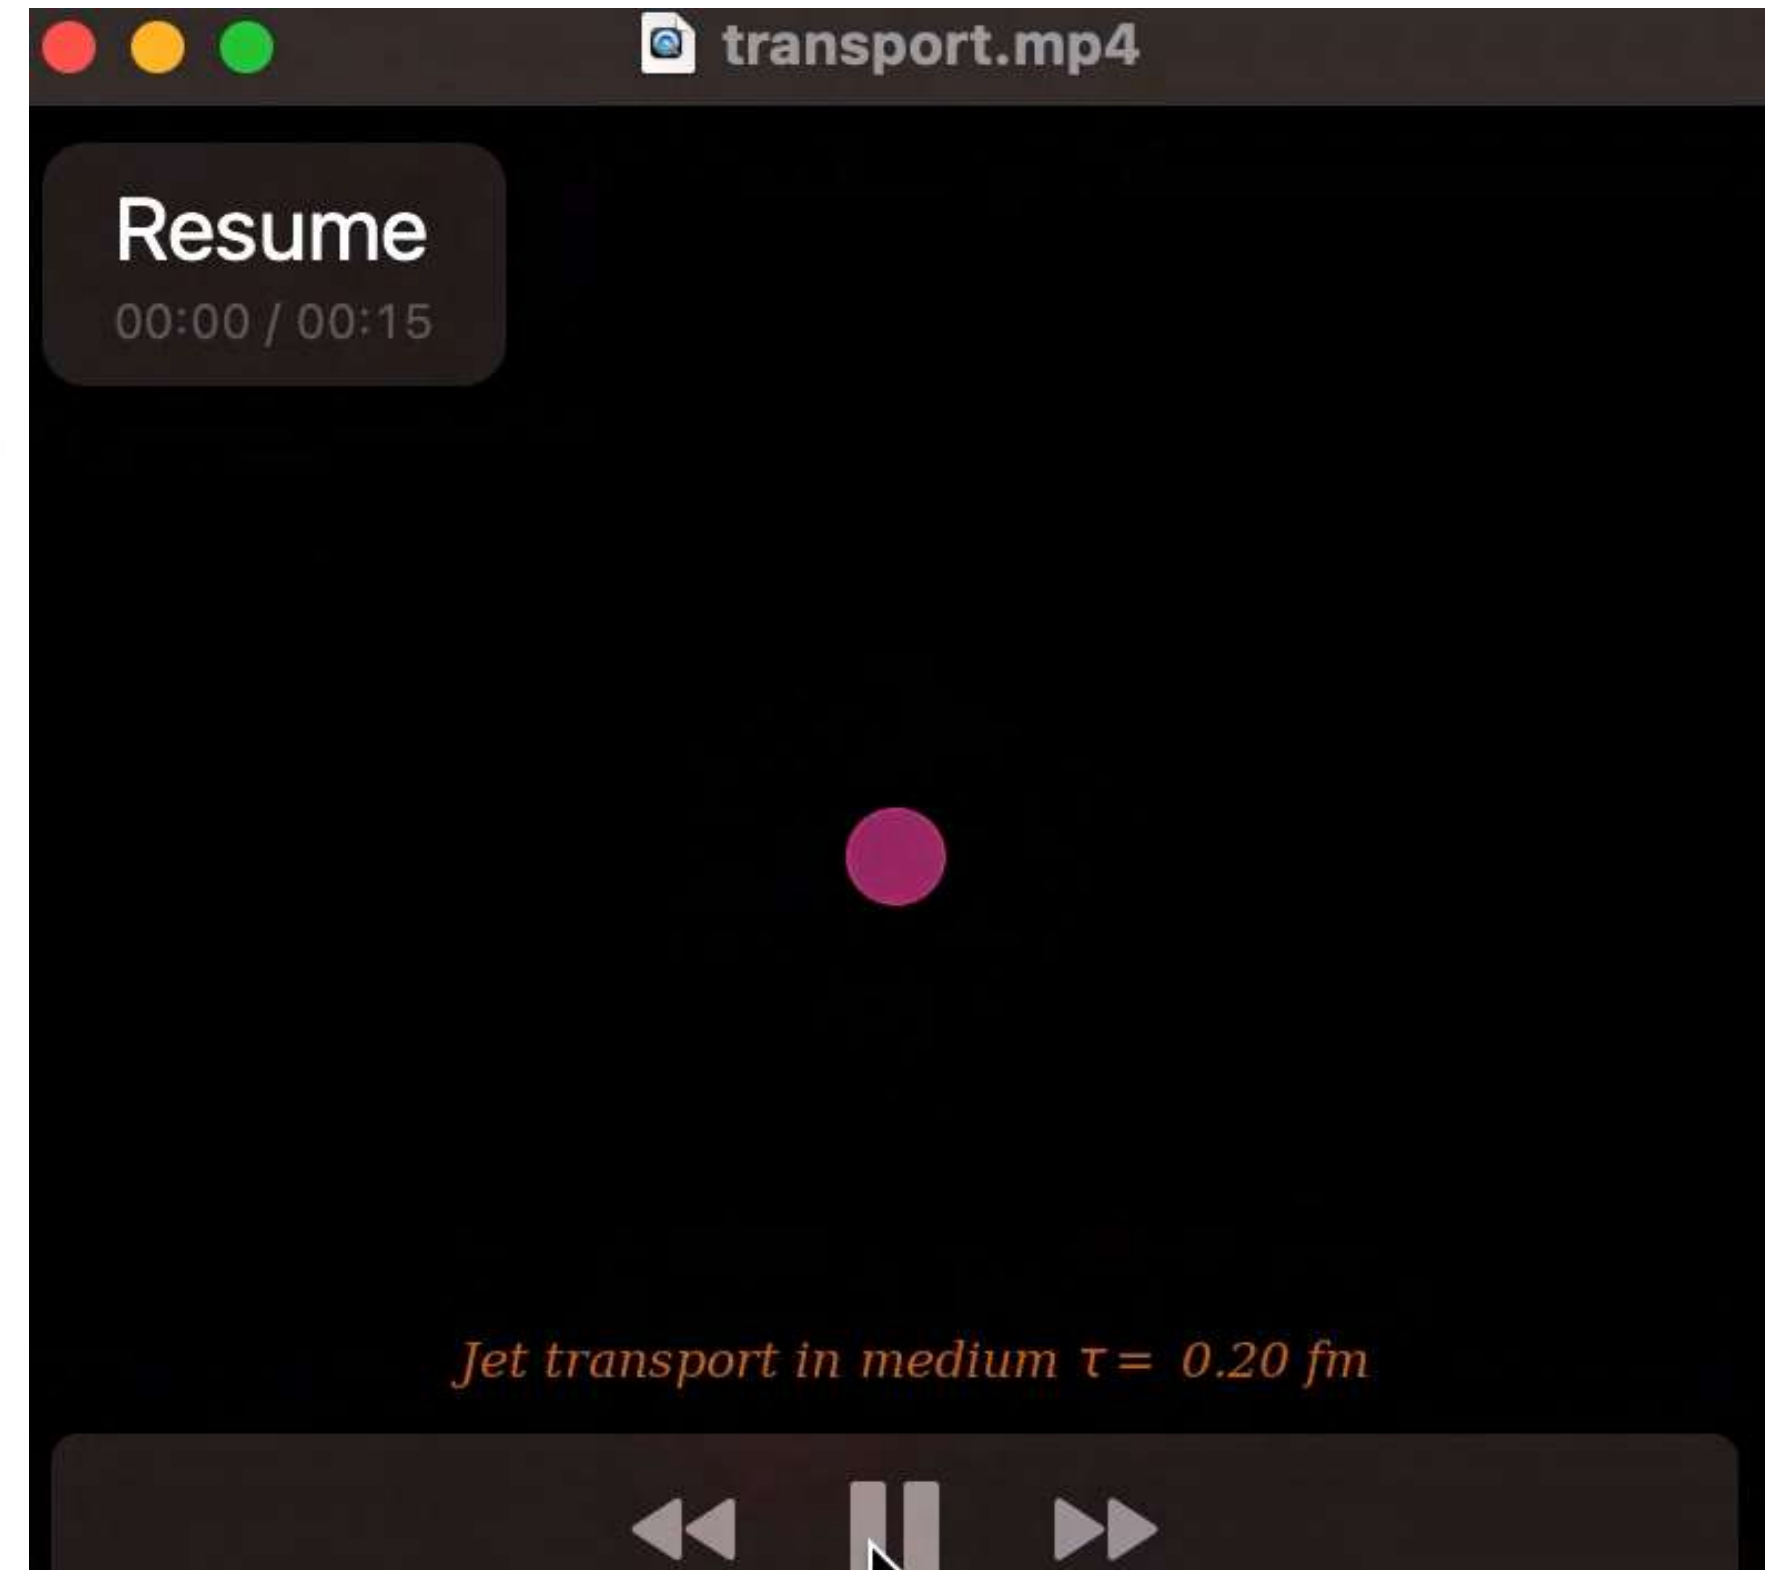 transport.mp4
Resume
00:00 / 00:15
Jet transport in medium τ = 0.20 fm